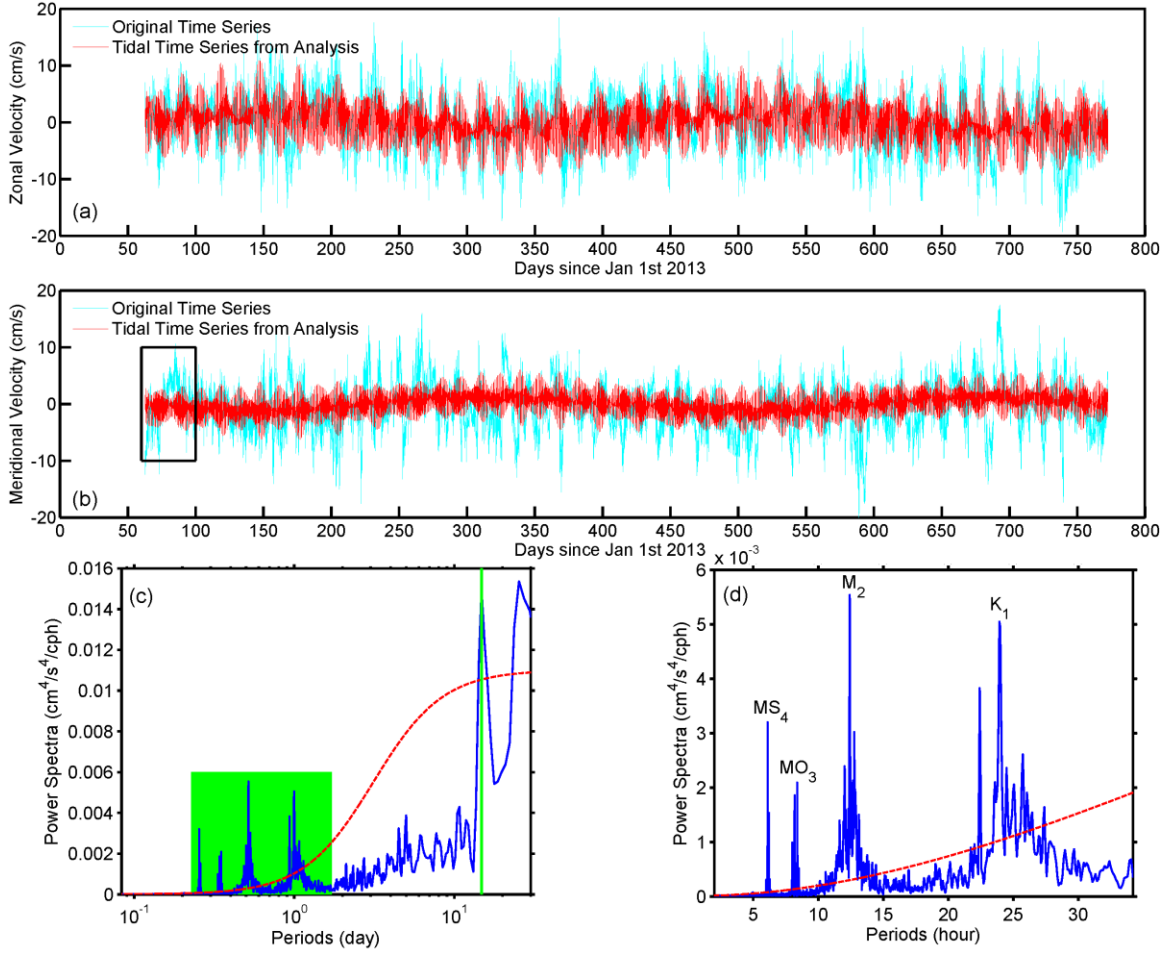 20
10
0
-10
-20
Zonal Velocity (cm/s)
Original Time Series
Tidal Time Series from Analysis
(a)
0 50 100 150 200 250 300 350 400 450 500 550 600 650 700 750 800
Days since Jan 1st 2013
20
10
0
-10
-20
Meridional Velocity (cm/s)
Original Time Series
Tidal Time Series from Analysis
(b)
0 50 100 150 200 250 300 350 400 450 500 550 600 650 700 750 800
Days since Jan 1st 2013
0.016
0.014
0.012
0.01
0.008
0.006
0.004
0.002
0
Power Spectra (cm⁴/s⁴/cph)
(c)
10⁻¹ 10⁰ 10¹
Periods (day)
x 10⁻³
6
5
4
3
2
1
0
Power Spectra (cm⁴/s⁴/cph)
(d)
M₂
K₁
MS₄
MO₃
5 10 15 20 25 30
Periods (hour)